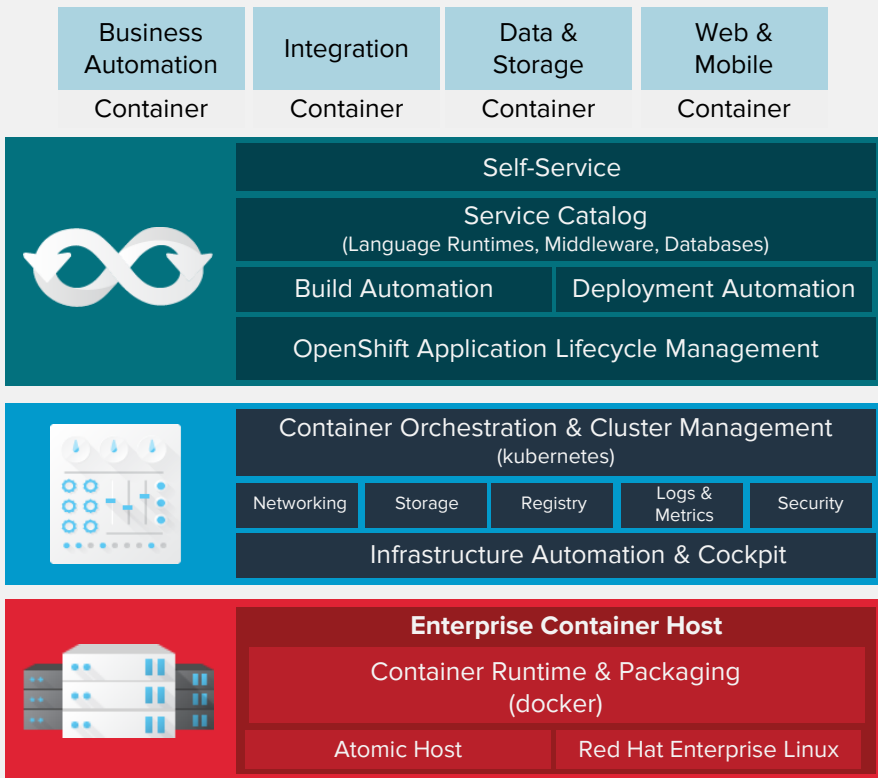 Business
Automation
Integration
Data &
Storage
Web &
Mobile
Container
Container
Container
Container
Self-Service
Service Catalog
(Language Runtimes, Middleware, Databases)
Build Automation
Deployment Automation
OpenShift Application Lifecycle Management
Container Orchestration & Cluster Management
(kubernetes)
Networking
Storage
Registry
Logs &
Metrics
Security
Infrastructure Automation & Cockpit
Enterprise Container Host
Container Runtime & Packaging
(docker)
Atomic Host
Red Hat Enterprise Linux